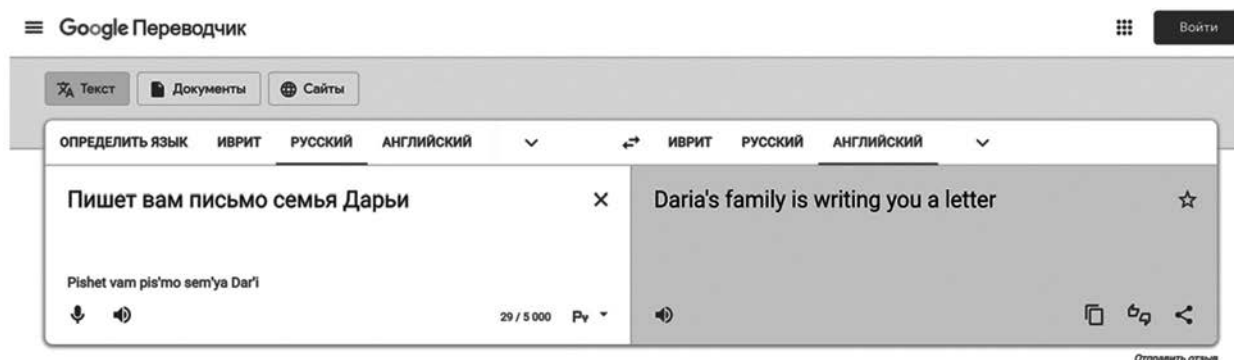 Google Переводчик
Войти
Текст Документы Сайты
ОПРЕДЕЛИТЬ ЯЗЫК ИВРИТ РУССКИЙ АНГЛИЙСКИЙ ИВРИТ РУССКИЙ АНГЛИЙСКИЙ
Пишет вам письмо семья Дарьи
Daria's family is writing you a letter
Pishet vam pis'mo sem'ya Dar'i
29 / 5 000
Отправить отзыв